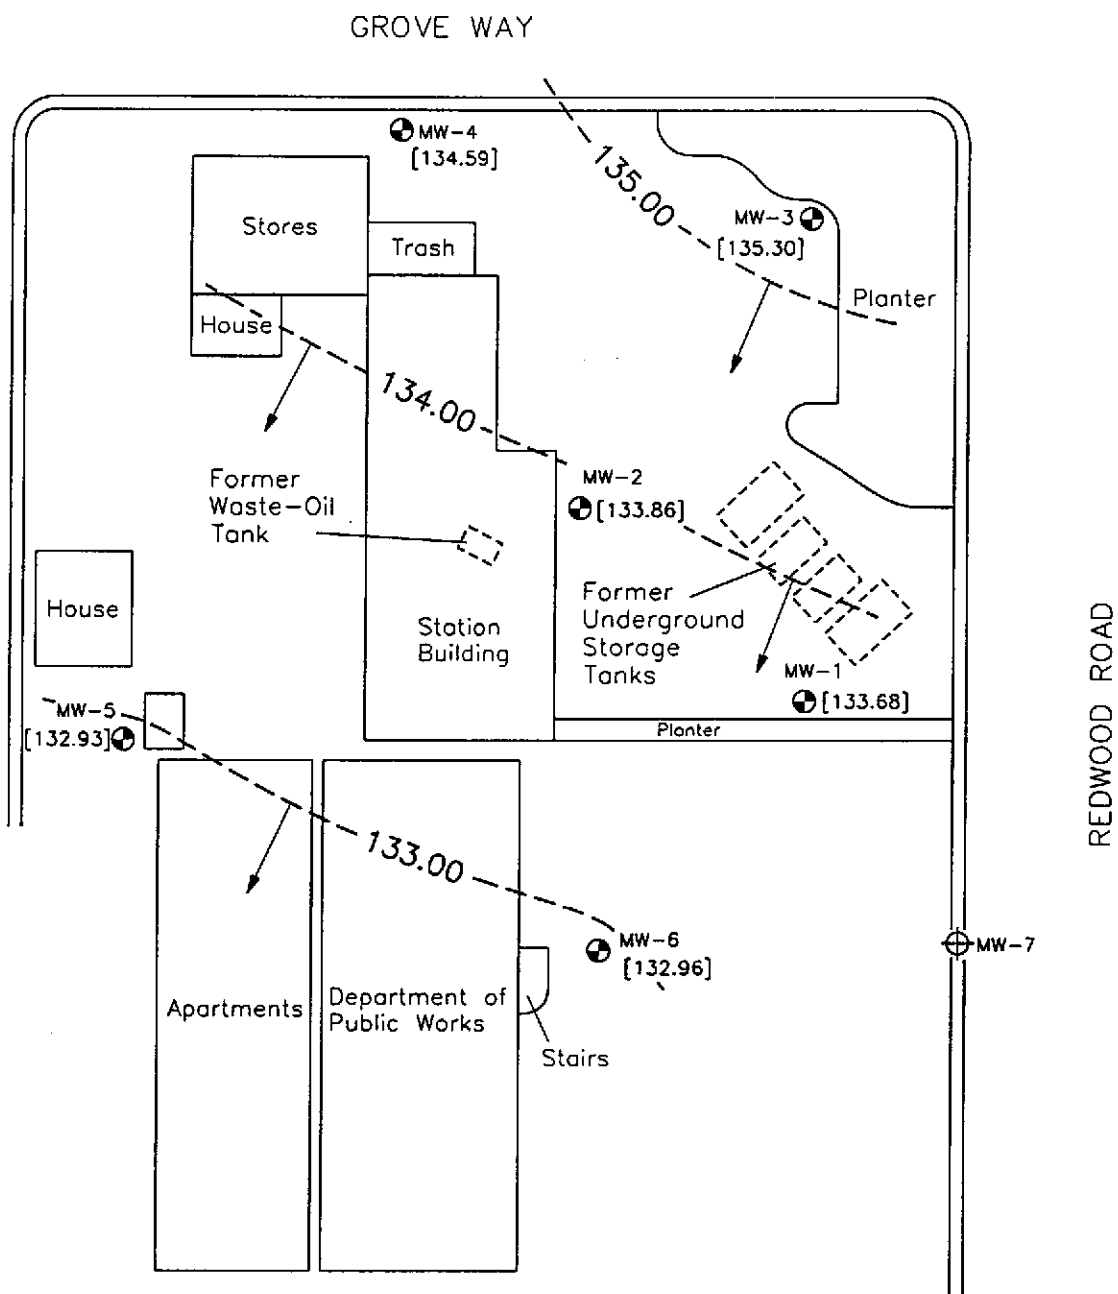 GROVE WAY
MW-4
[134.59]
135.00
MW-3
[135.30]
Stores
Trash
Planter
House
134.00
Former
Waste-Oil
Tank
MW-2
[133.86]
House
Station
Building
Former
Underground
Storage
Tanks
MW-1
[133.68]
REDWOOD ROAD
MW-5
[132.93]
Planter
133.00
MW-6
[132.96]
MW-7
Apartments
Department of
Public Works
Stairs